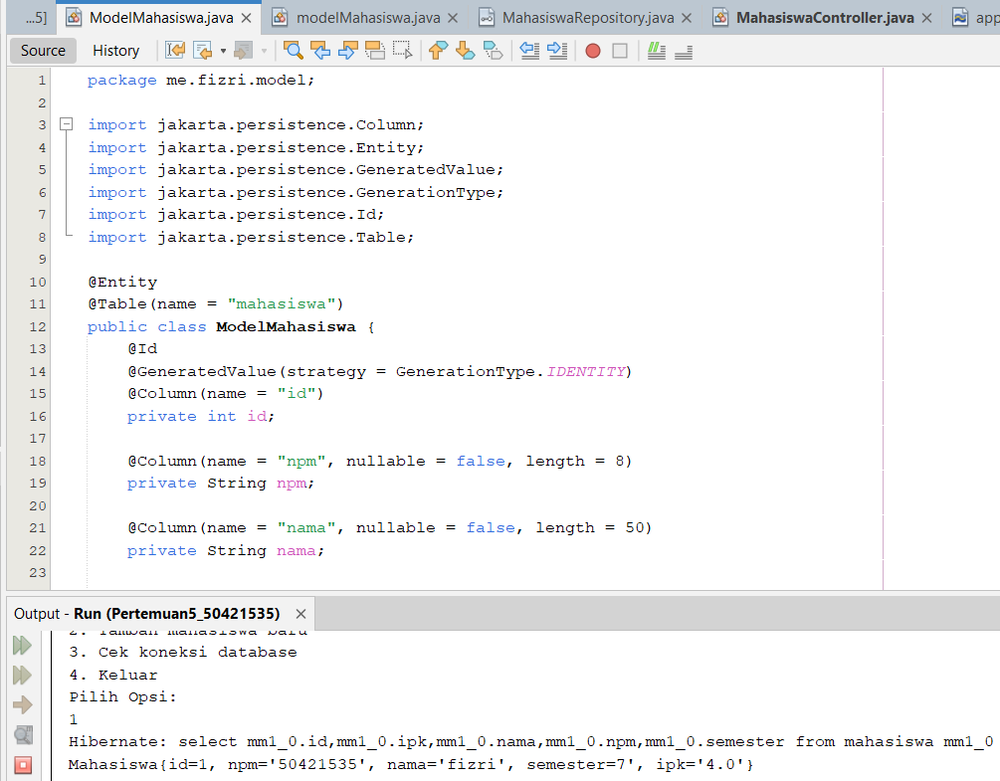 ...5]
ModelMahasiswa.java
modelMahasiswa.java
MahasiswaRepository.java
MahasiswaController.java
app
Source
History
1 package me.fizri.model;
2
3 import jakarta.persistence.Column;
4 import jakarta.persistence.Entity;
5 import jakarta.persistence.GeneratedValue;
6 import jakarta.persistence.GenerationType;
7 import jakarta.persistence.Id;
8 import jakarta.persistence.Table;
9
10 @Entity
11 @Table(name = "mahasiswa")
12 public class ModelMahasiswa {
13 @Id
14 @GeneratedValue(strategy = GenerationType.IDENTITY)
15 @Column(name = "id")
16 private int id;
17
18 @Column(name = "npm", nullable = false, length = 8)
19 private String npm;
20
21 @Column(name = "nama", nullable = false, length = 50)
22 private String nama;
23
Output - Run (Pertemuan5_50421535)
2. Tambah mahasiswa baru
3. Cek koneksi database
4. Keluar
Pilih Opsi:
1
Hibernate: select mm1_0.id,mm1_0.ipk,mm1_0.nama,mm1_0.npm,mm1_0.semester from mahasiswa mm1_0
Mahasiswa{id=1, npm='50421535', nama='fizri', semester=7', ipk='4.0'}